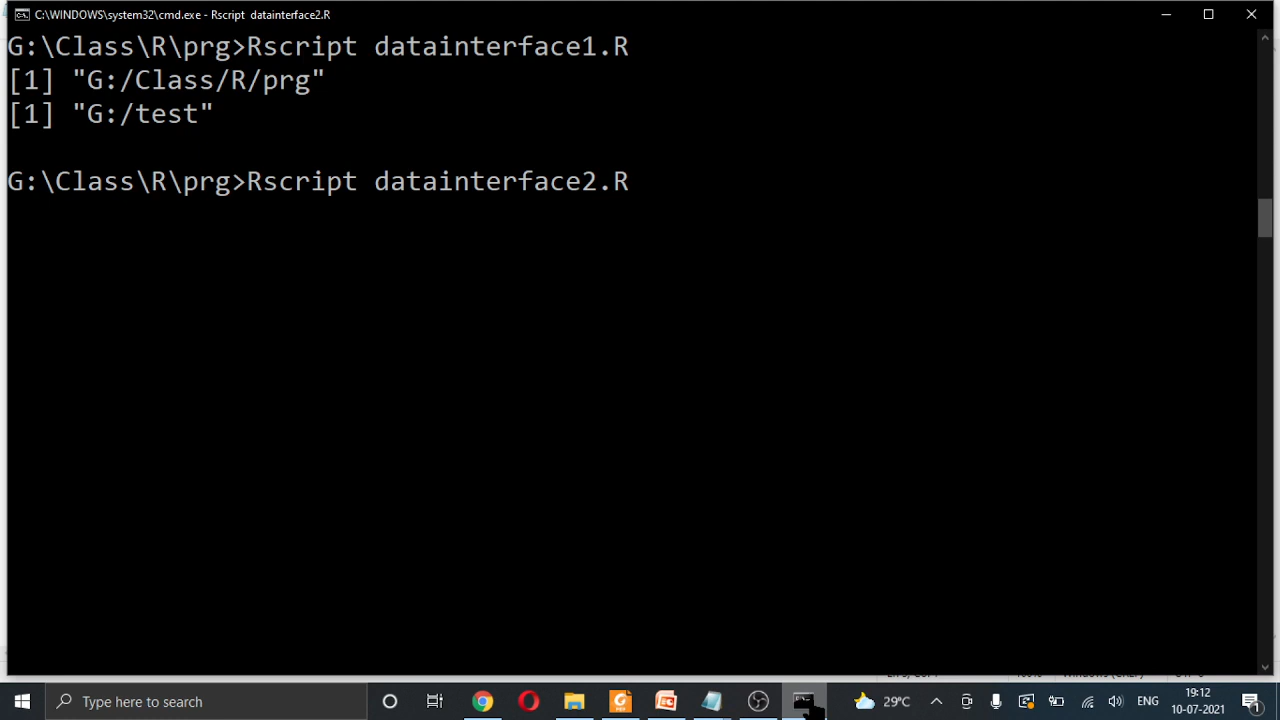 C:\WINDOWS\system32\cmd.exe - Rscript  datainterface2.R
G:\Class\R\prg>Rscript datainterface1.R
[1] "G:/Class/R/prg"
[1] "G:/test"
G:\Class\R\prg>Rscript datainterface2.R
Type here to search
29°C
ENG
19:12
10-07-2021
1